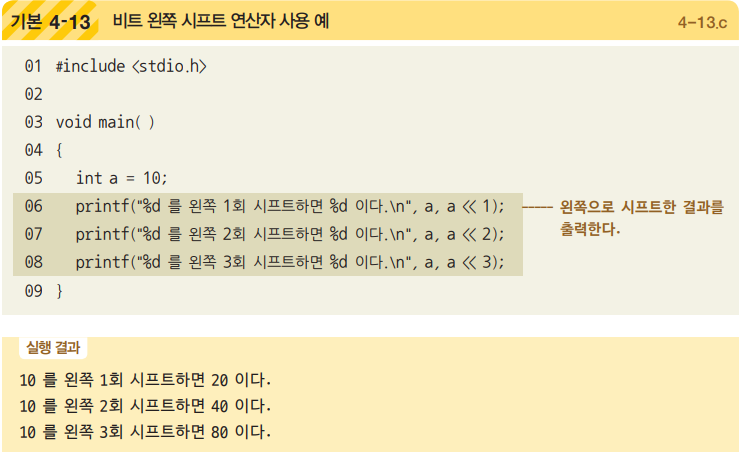 기본 4-13 비트 왼쪽 시프트 연산자 사용 예 4-13.c
01 #include <stdio.h>
02
03 void main( )
04 {
05 int a = 10;
06 printf("%d 를 왼쪽 1회 시프트하면 %d 이다.\n", a, a << 1); ----- 왼쪽으로 시프트한 결과를
출력한다.
07 printf("%d 를 왼쪽 2회 시프트하면 %d 이다.\n", a, a << 2);
08 printf("%d 를 왼쪽 3회 시프트하면 %d 이다.\n", a, a << 3);
09 }
실행 결과
10 를 왼쪽 1회 시프트하면 20 이다.
10 를 왼쪽 2회 시프트하면 40 이다.
10 를 왼쪽 3회 시프트하면 80 이다.